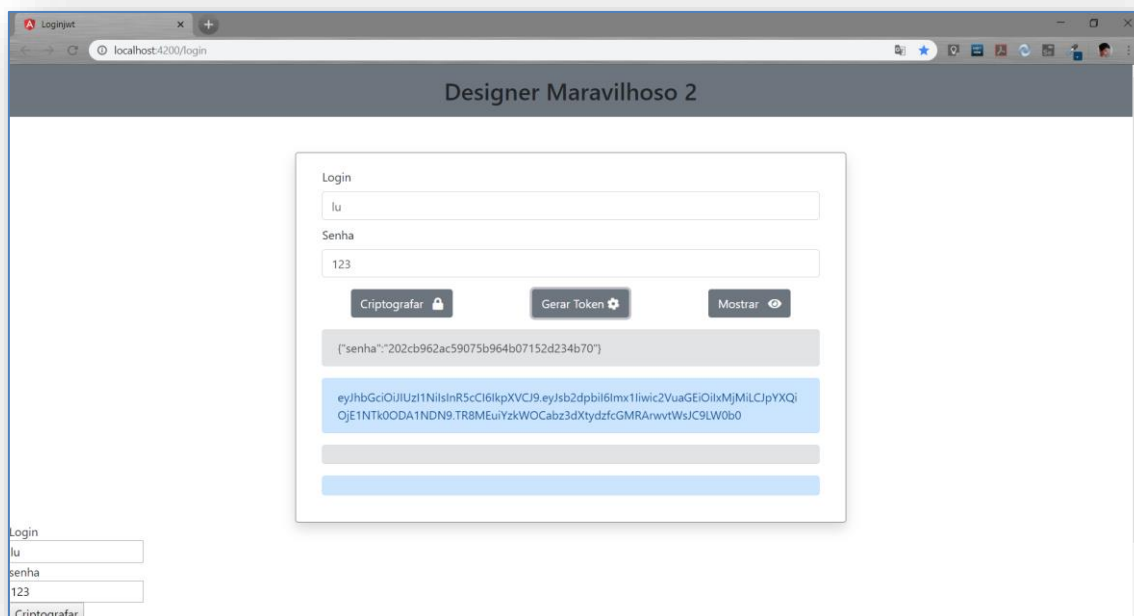 Loginjwt
localhost:4200/login
Designer Maravilhoso 2
Login
lu
Senha
123
Criptografar
Gerar Token
Mostrar
{"senha":"202cb962ac59075b964b07152d234b70"}
eyJhbGciOiJIUzI1NiIsInR5cCI6IkpXVCJ9.eyJsb2dpbiI6Imx1Iiwic2VuaGEiOiIxMjMiLCJpYXQi
OjE1NTk0ODA1NDN9.TR8MEuiYzkWOCabz3dXtydzfcGMRArwvtWsJC9LW0b0
Login
lu
senha
123
Criptografar